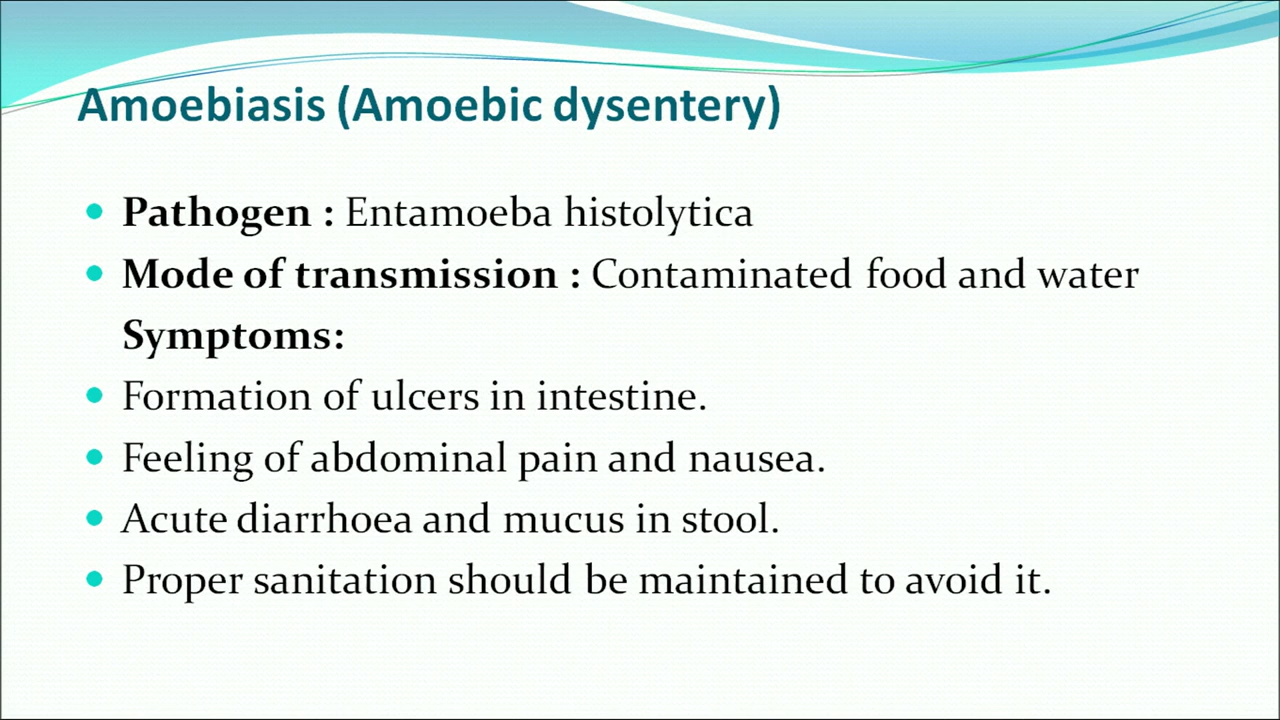 Amoebiasis (Amoebic dysentery)
Pathogen : Entamoeba histolytica
Mode of transmission : Contaminated food and water
Symptoms:
Formation of ulcers in intestine.
Feeling of abdominal pain and nausea.
Acute diarrhoea and mucus in stool.
Proper sanitation should be maintained to avoid it.